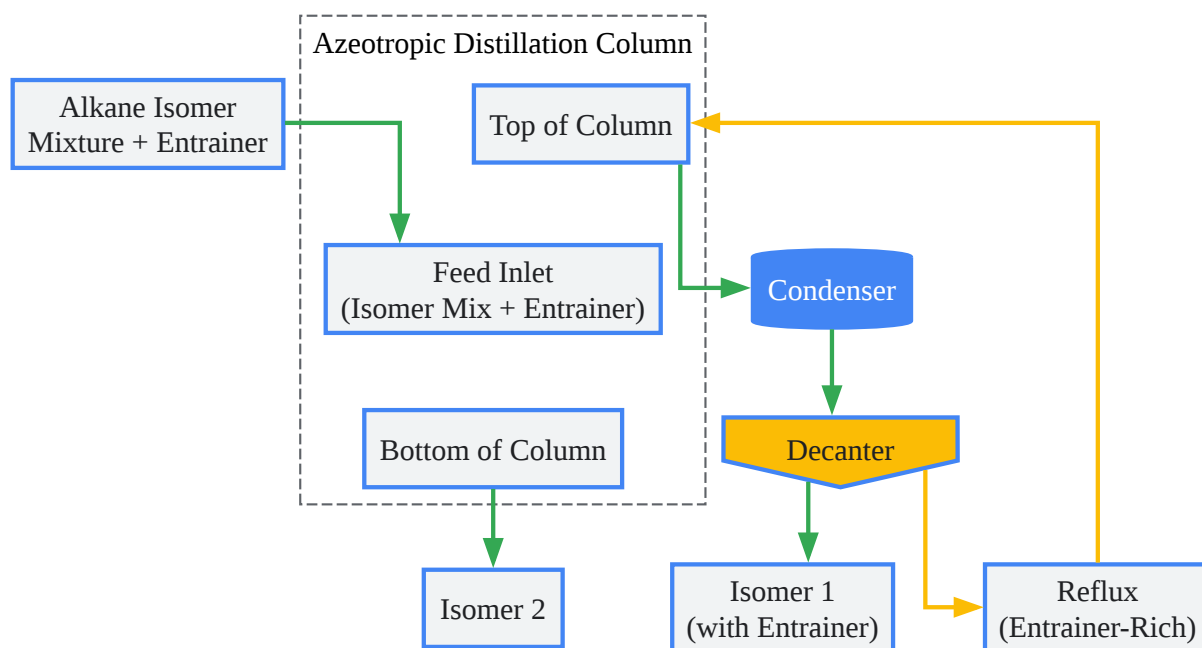 Azeotropic Distillation Column
Alkane Isomer
Mixture + Entrainer
Top of Column
Feed Inlet
(Isomer Mix + Entrainer)
Condenser
Bottom of Column
Decanter
Isomer 2
Isomer 1
(with Entrainer)
Reflux
(Entrainer-Rich)